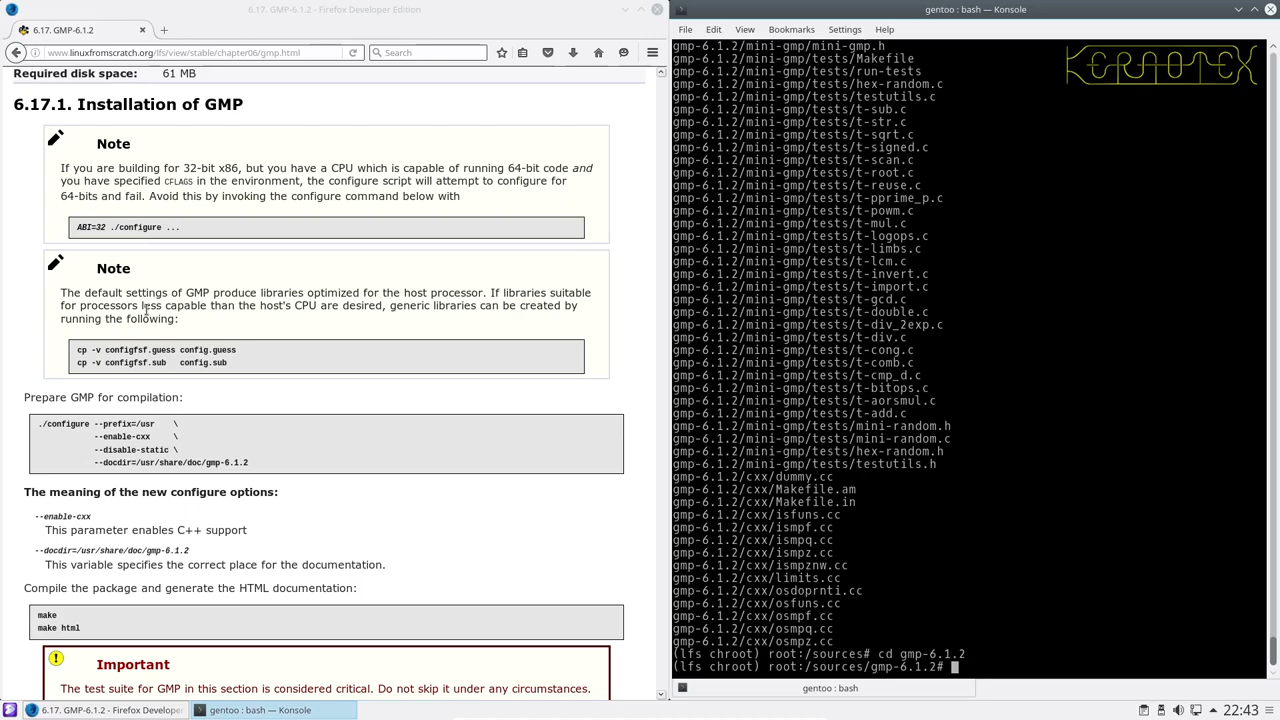 6.17. GMP-6.1.2 - Firefox Developer Edition
6.17. GMP-6.1.2
www.linuxfromscratch.org/lfs/view/stable/chapter06/gmp.html
Search
Required disk space: 61 MB
6.17.1. Installation of GMP
Note
If you are building for 32-bit x86, but you have a CPU which is capable of running 64-bit code and
you have specified CFLAGS in the environment, the configure script will attempt to configure for
64-bits and fail. Avoid this by invoking the configure command below with
ABI=32 ./configure ...
Note
The default settings of GMP produce libraries optimized for the host processor. If libraries suitable
for processors less capable than the host's CPU are desired, generic libraries can be created by
running the following:
cp -v configfsf.guess config.guess
cp -v configfsf.sub   config.sub
Prepare GMP for compilation:
./configure --prefix=/usr    \
--enable-cxx     \
--disable-static \
--docdir=/usr/share/doc/gmp-6.1.2
The meaning of the new configure options:
--enable-cxx
This parameter enables C++ support
--docdir=/usr/share/doc/gmp-6.1.2
This variable specifies the correct place for the documentation.
Compile the package and generate the HTML documentation:
make
make html
Important
The test suite for GMP in this section is considered critical. Do not skip it under any circumstances.
gentoo : bash — Konsole
File Edit View Bookmarks Settings Help
KERNOTEX
gmp-6.1.2/mini-gmp/mini-gmp.h
gmp-6.1.2/mini-gmp/tests/Makefile
gmp-6.1.2/mini-gmp/tests/run-tests
gmp-6.1.2/mini-gmp/tests/hex-random.c
gmp-6.1.2/mini-gmp/tests/testutils.c
gmp-6.1.2/mini-gmp/tests/t-sub.c
gmp-6.1.2/mini-gmp/tests/t-str.c
gmp-6.1.2/mini-gmp/tests/t-sqrt.c
gmp-6.1.2/mini-gmp/tests/t-signed.c
gmp-6.1.2/mini-gmp/tests/t-scan.c
gmp-6.1.2/mini-gmp/tests/t-root.c
gmp-6.1.2/mini-gmp/tests/t-reuse.c
gmp-6.1.2/mini-gmp/tests/t-pprime_p.c
gmp-6.1.2/mini-gmp/tests/t-powm.c
gmp-6.1.2/mini-gmp/tests/t-mul.c
gmp-6.1.2/mini-gmp/tests/t-logops.c
gmp-6.1.2/mini-gmp/tests/t-limbs.c
gmp-6.1.2/mini-gmp/tests/t-lcm.c
gmp-6.1.2/mini-gmp/tests/t-invert.c
gmp-6.1.2/mini-gmp/tests/t-import.c
gmp-6.1.2/mini-gmp/tests/t-gcd.c
gmp-6.1.2/mini-gmp/tests/t-double.c
gmp-6.1.2/mini-gmp/tests/t-div_2exp.c
gmp-6.1.2/mini-gmp/tests/t-div.c
gmp-6.1.2/mini-gmp/tests/t-cong.c
gmp-6.1.2/mini-gmp/tests/t-comb.c
gmp-6.1.2/mini-gmp/tests/t-cmp_d.c
gmp-6.1.2/mini-gmp/tests/t-bitops.c
gmp-6.1.2/mini-gmp/tests/t-aorsmul.c
gmp-6.1.2/mini-gmp/tests/t-add.c
gmp-6.1.2/mini-gmp/tests/mini-random.h
gmp-6.1.2/mini-gmp/tests/mini-random.c
gmp-6.1.2/mini-gmp/tests/hex-random.h
gmp-6.1.2/mini-gmp/tests/testutils.h
gmp-6.1.2/cxx/dummy.cc
gmp-6.1.2/cxx/Makefile.am
gmp-6.1.2/cxx/Makefile.in
gmp-6.1.2/cxx/isfuns.cc
gmp-6.1.2/cxx/ismpf.cc
gmp-6.1.2/cxx/ismpq.cc
gmp-6.1.2/cxx/ismpz.cc
gmp-6.1.2/cxx/ismpznw.cc
gmp-6.1.2/cxx/limits.cc
gmp-6.1.2/cxx/osdoprnti.cc
gmp-6.1.2/cxx/osfuns.cc
gmp-6.1.2/cxx/osmpf.cc
gmp-6.1.2/cxx/osmpq.cc
gmp-6.1.2/cxx/osmpz.cc
(lfs chroot) root:/sources# cd gmp-6.1.2
(lfs chroot) root:/sources/gmp-6.1.2#
gentoo : bash
6.17. GMP-6.1.2 - Firefox Developer
gentoo : bash — Konsole
22:43